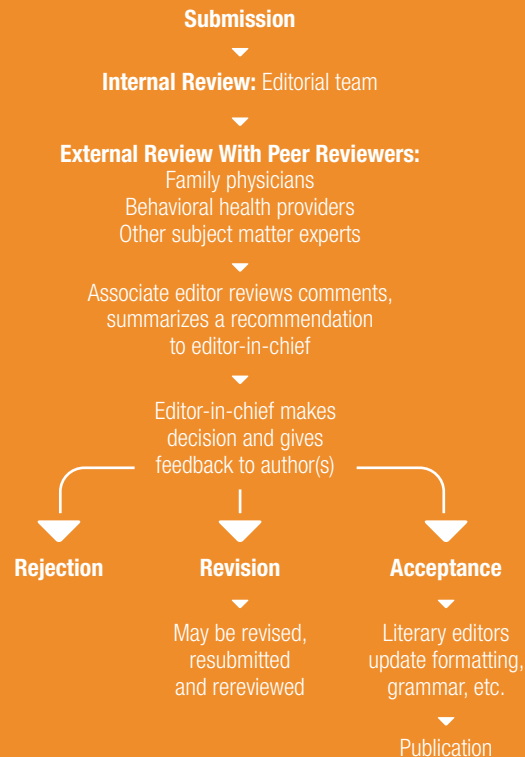 Submission
Internal Review: Editorial team
External Review With Peer Reviewers:
Family physicians
Behavioral health providers
Other subject matter experts
Associate editor reviews comments,
summarizes a recommendation
to editor-in-chief
Editor-in-chief makes
decision and gives
feedback to author(s)
Rejection
Revision
Acceptance
May be revised,
resubmitted
and rereviewed
Literary editors
update formatting,
grammar, etc.
Publication